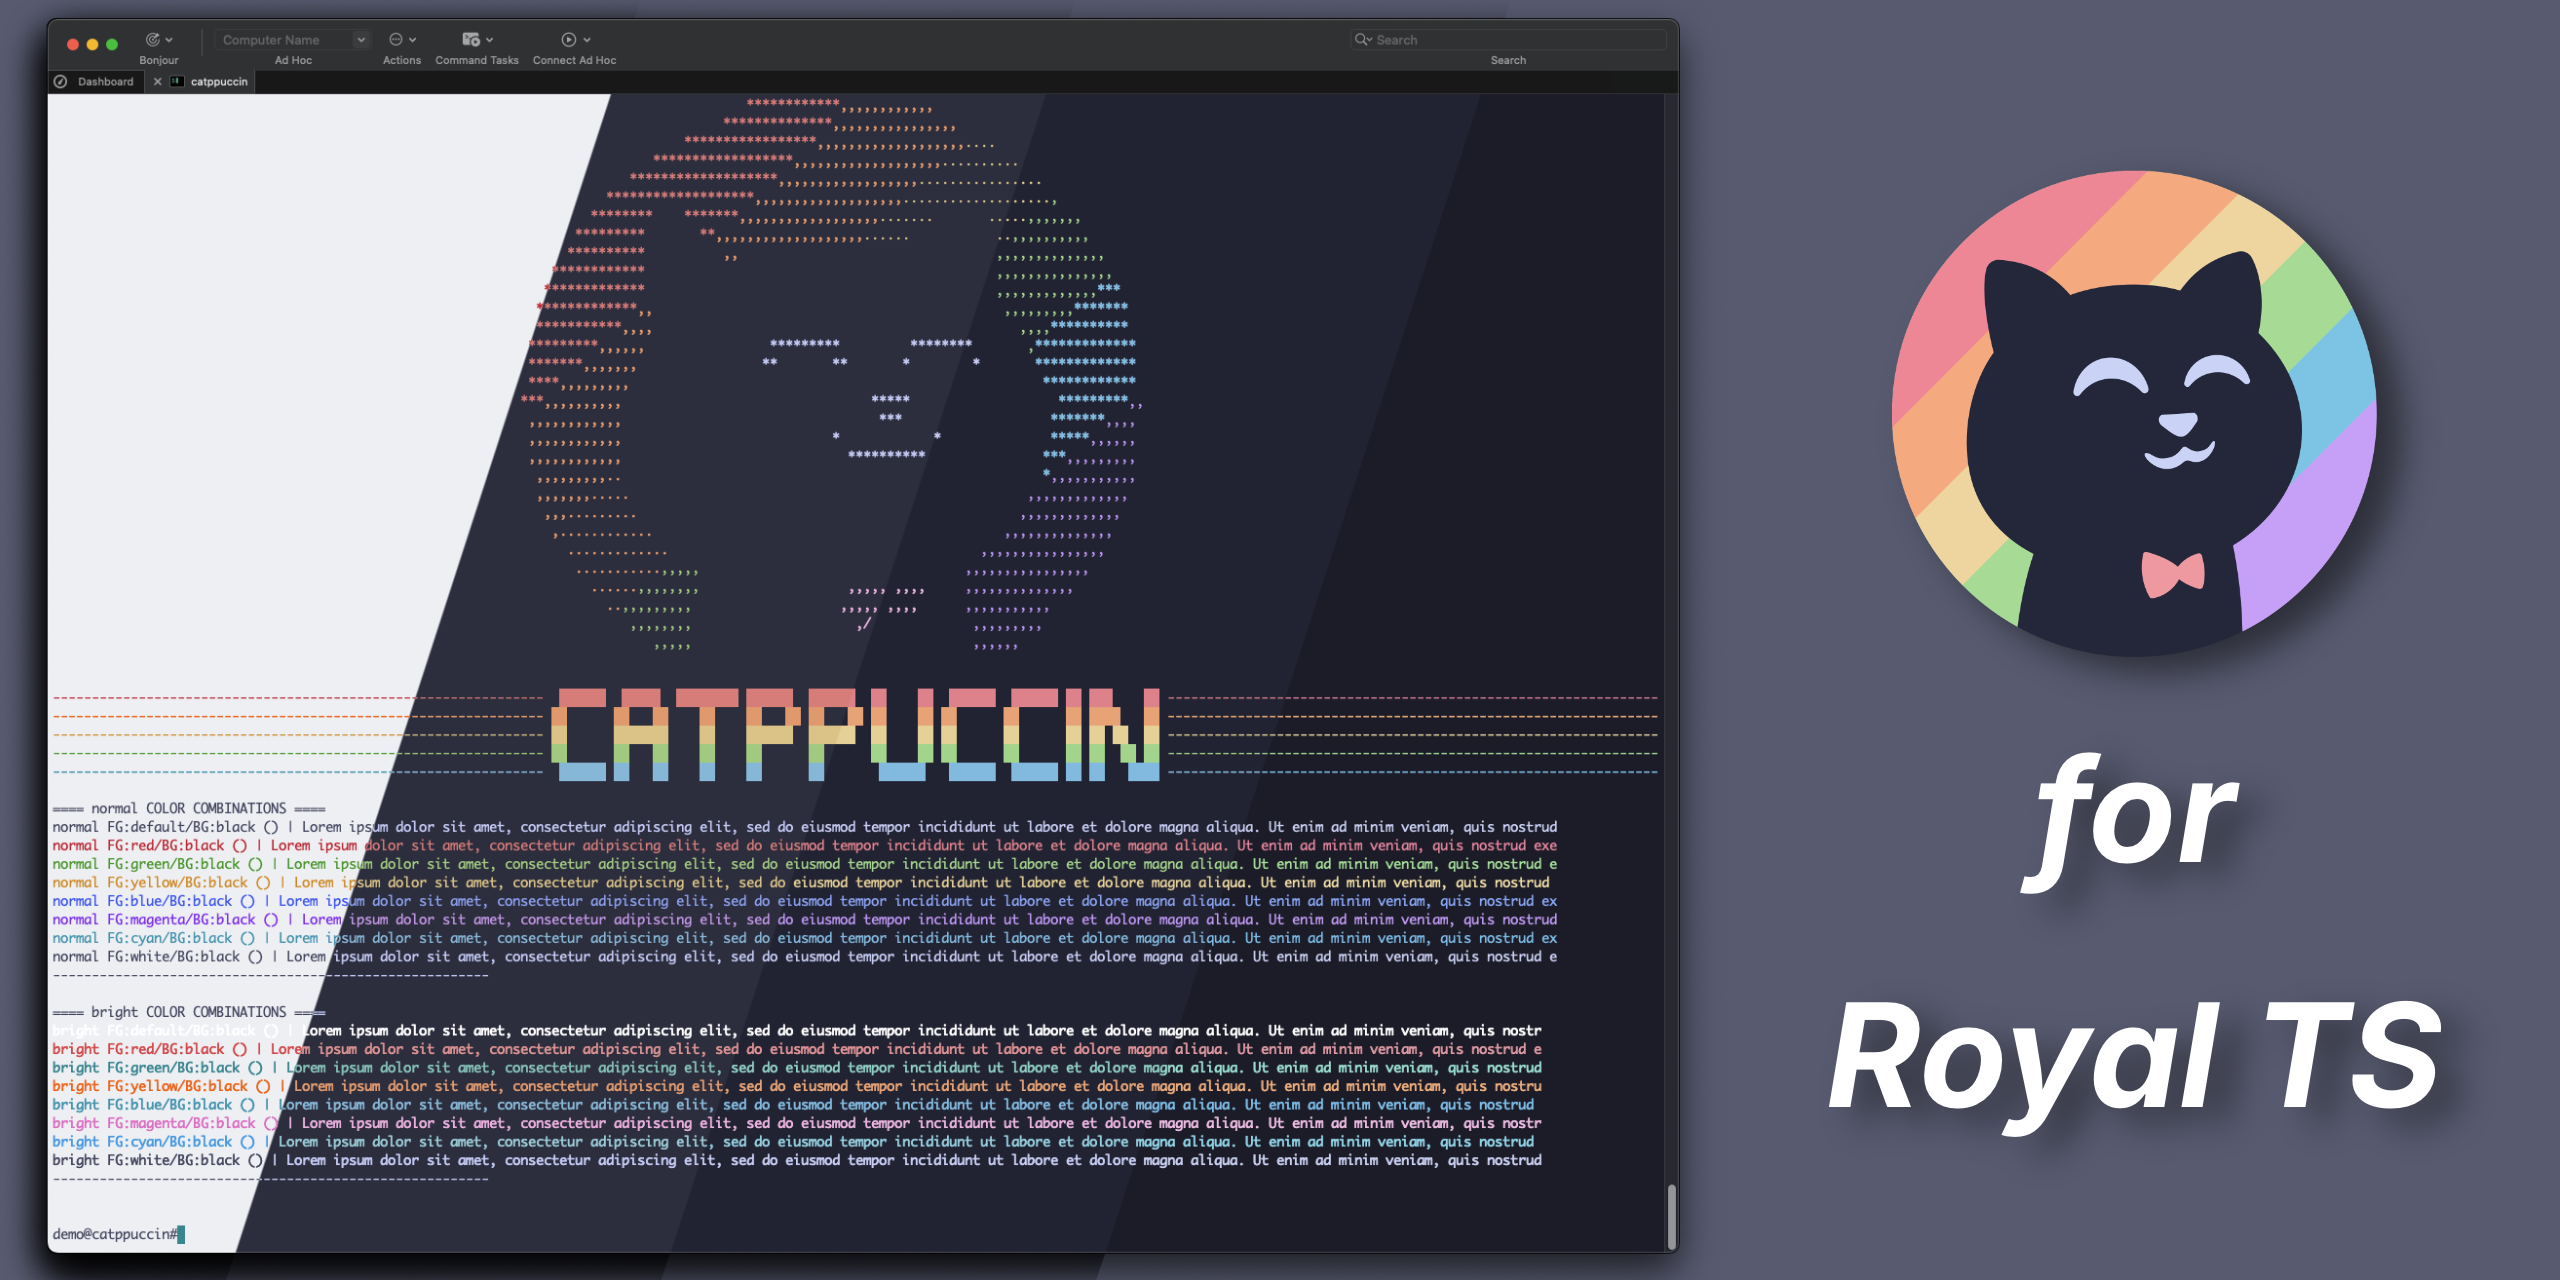 Computer Name
Search
Bonjour
Ad Hoc
Actions
Command Tasks
Connect Ad Hoc
Search
Dashboard
catppuccin
CATPPUCCIN
==== normal COLOR COMBINATIONS ====
normal FG:default/BG:black () | Lorem ipsum dolor sit amet, consectetur adipiscing elit, sed do eiusmod tempor incididunt ut labore et dolore magna aliqua. Ut enim ad minim veniam, quis nostrud
normal FG:red/BG:black () | Lorem ipsum dolor sit amet, consectetur adipiscing elit, sed do eiusmod tempor incididunt ut labore et dolore magna aliqua. Ut enim ad minim veniam, quis nostrud exe
normal FG:green/BG:black () | Lorem ipsum dolor sit amet, consectetur adipiscing elit, sed do eiusmod tempor incididunt ut labore et dolore magna aliqua. Ut enim ad minim veniam, quis nostrud e
normal FG:yellow/BG:black () | Lorem ipsum dolor sit amet, consectetur adipiscing elit, sed do eiusmod tempor incididunt ut labore et dolore magna aliqua. Ut enim ad minim veniam, quis nostrud
normal FG:blue/BG:black () | Lorem ipsum dolor sit amet, consectetur adipiscing elit, sed do eiusmod tempor incididunt ut labore et dolore magna aliqua. Ut enim ad minim veniam, quis nostrud ex
normal FG:magenta/BG:black () | Lorem ipsum dolor sit amet, consectetur adipiscing elit, sed do eiusmod tempor incididunt ut labore et dolore magna aliqua. Ut enim ad minim veniam, quis nostrud
normal FG:cyan/BG:black () | Lorem ipsum dolor sit amet, consectetur adipiscing elit, sed do eiusmod tempor incididunt ut labore et dolore magna aliqua. Ut enim ad minim veniam, quis nostrud ex
normal FG:white/BG:black () | Lorem ipsum dolor sit amet, consectetur adipiscing elit, sed do eiusmod tempor incididunt ut labore et dolore magna aliqua. Ut enim ad minim veniam, quis nostrud e
==== bright COLOR COMBINATIONS ====
bright FG:default/BG:black () | Lorem ipsum dolor sit amet, consectetur adipiscing elit, sed do eiusmod tempor incididunt ut labore et dolore magna aliqua. Ut enim ad minim veniam, quis nostr
bright FG:red/BG:black () | Lorem ipsum dolor sit amet, consectetur adipiscing elit, sed do eiusmod tempor incididunt ut labore et dolore magna aliqua. Ut enim ad minim veniam, quis nostrud e
bright FG:green/BG:black () | Lorem ipsum dolor sit amet, consectetur adipiscing elit, sed do eiusmod tempor incididunt ut labore et dolore magna aliqua. Ut enim ad minim veniam, quis nostrud
bright FG:yellow/BG:black () | Lorem ipsum dolor sit amet, consectetur adipiscing elit, sed do eiusmod tempor incididunt ut labore et dolore magna aliqua. Ut enim ad minim veniam, quis nostru
bright FG:blue/BG:black () | Lorem ipsum dolor sit amet, consectetur adipiscing elit, sed do eiusmod tempor incididunt ut labore et dolore magna aliqua. Ut enim ad minim veniam, quis nostrud
bright FG:magenta/BG:black () | Lorem ipsum dolor sit amet, consectetur adipiscing elit, sed do eiusmod tempor incididunt ut labore et dolore magna aliqua. Ut enim ad minim veniam, quis nostr
bright FG:cyan/BG:black () | Lorem ipsum dolor sit amet, consectetur adipiscing elit, sed do eiusmod tempor incididunt ut labore et dolore magna aliqua. Ut enim ad minim veniam, quis nostrud
bright FG:white/BG:black () | Lorem ipsum dolor sit amet, consectetur adipiscing elit, sed do eiusmod tempor incididunt ut labore et dolore magna aliqua. Ut enim ad minim veniam, quis nostrud
demo@catppuccin#
for
Royal TS